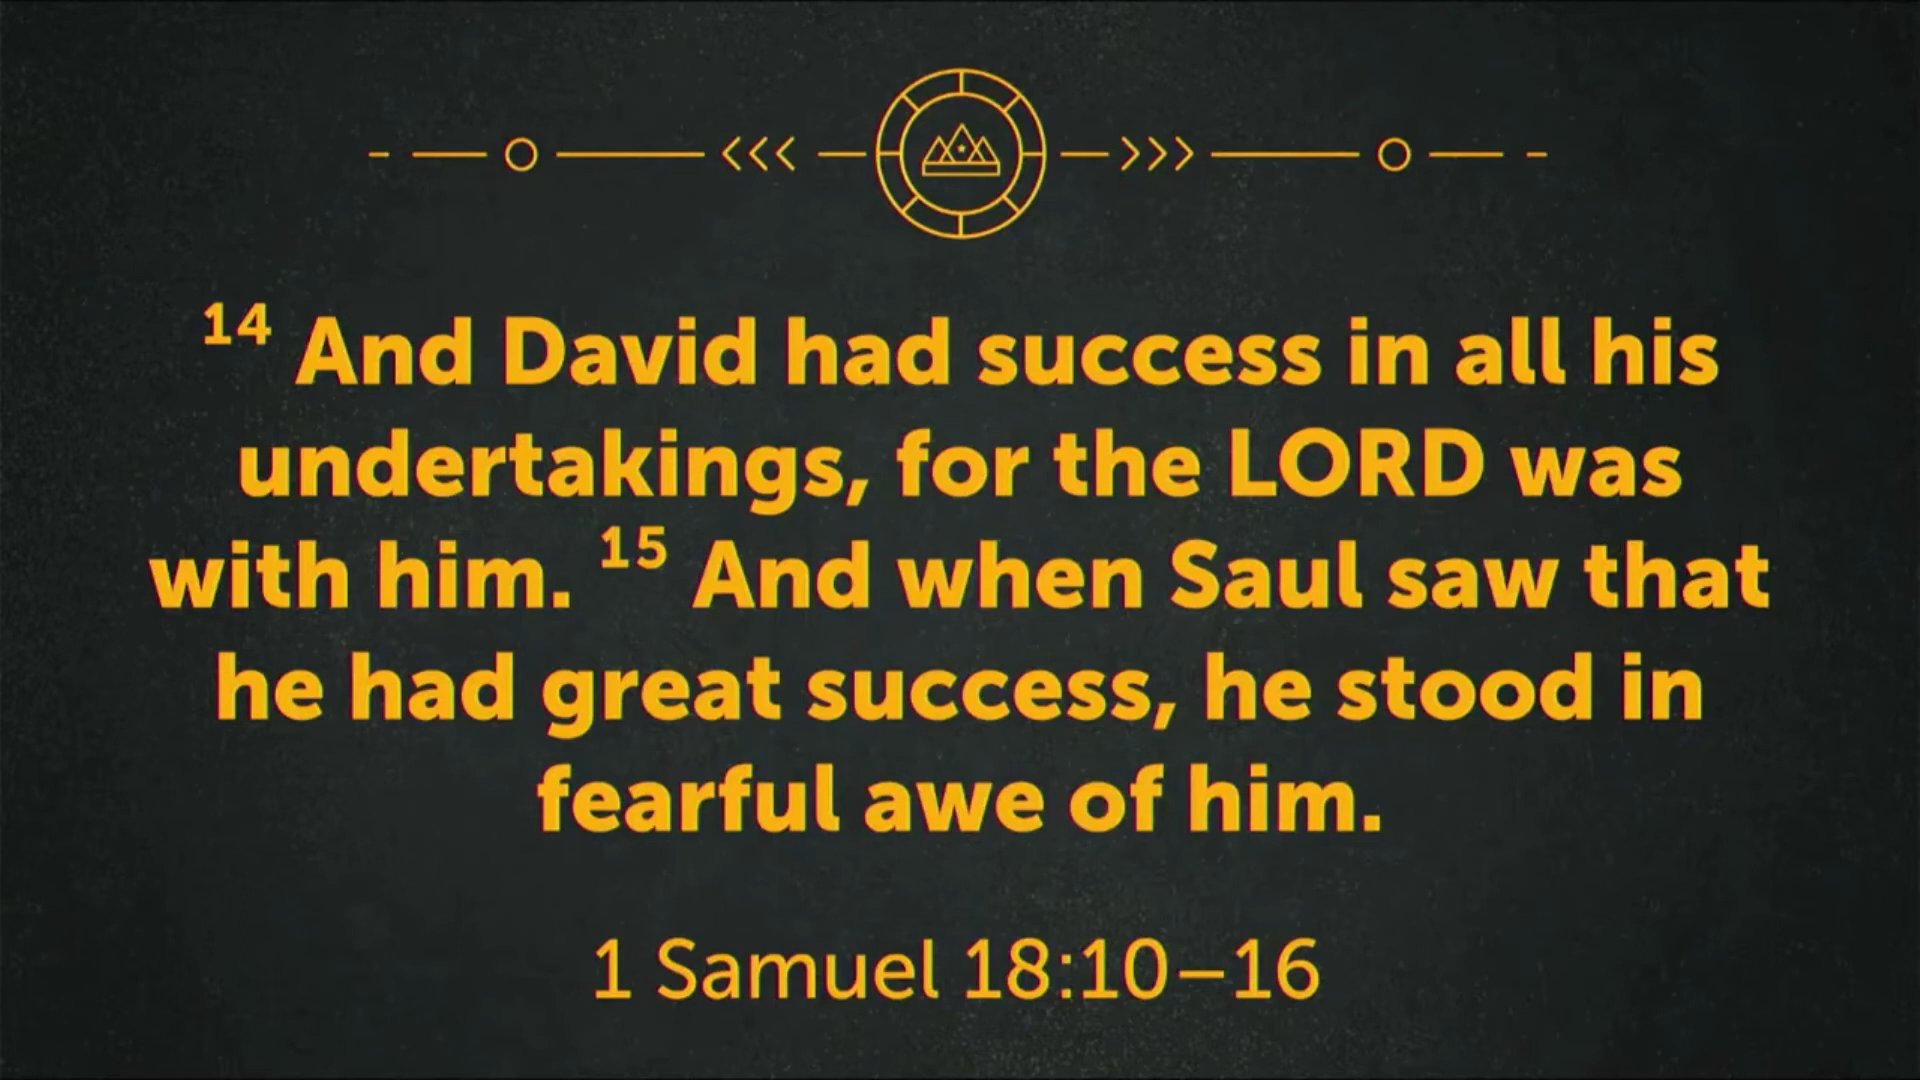 14 And David had success in all his
undertakings, for the LORD was
with him. 15 And when Saul saw that
he had great success, he stood in
fearful awe of him.
1 Samuel 18:10–16